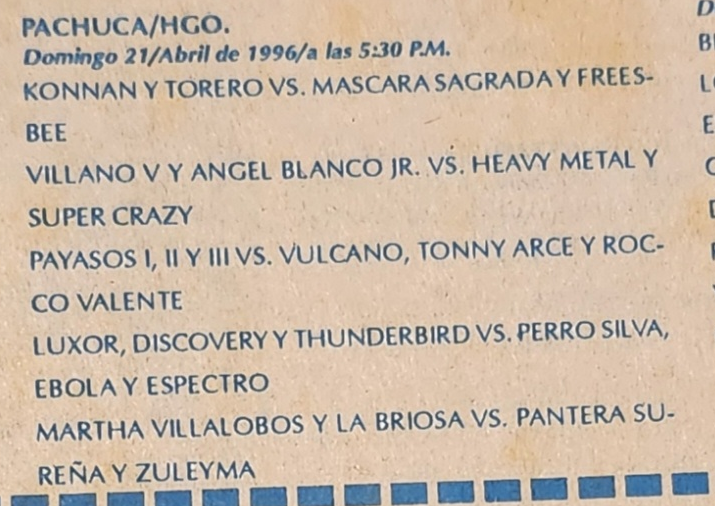 PACHUCA/HGO.
Domingo 21/Abril de 1996/a las 5:30 P.M.
KONNAN Y TORERO VS. MASCARA SAGRADA Y FREES-
BEE
VILLANO V Y ANGEL BLANCO JR. VS. HEAVY METAL Y
SUPER CRAZY
PAYASOS I, II Y III VS. VULCANO, TONNY ARCE Y ROC-
CO VALENTE
LUXOR, DISCOVERY Y THUNDERBIRD VS. PERRO SILVA,
EBOLA Y ESPECTRO
MARTHA VILLALOBOS Y LA BRIOSA VS. PANTERA SU-
REÑA Y ZULEYMA